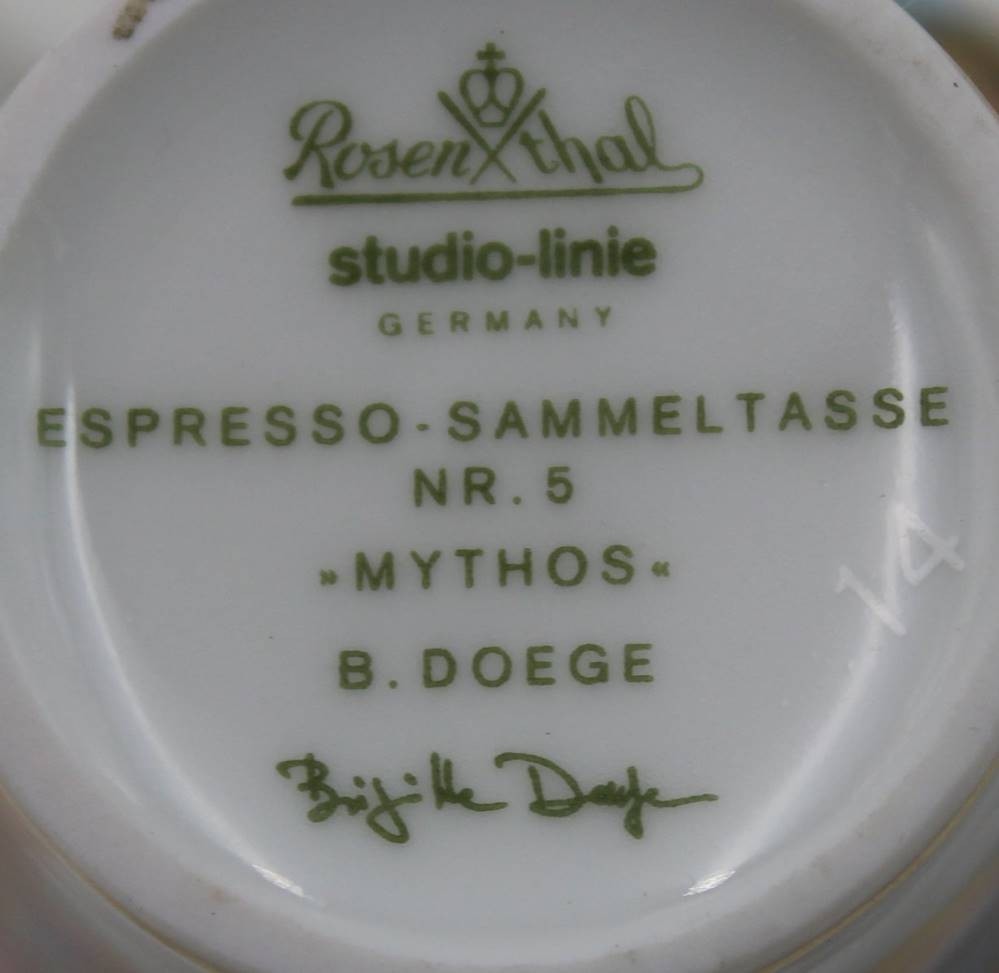 Rosenthal
studio-linie
GERMANY
ESPRESSO-SAMMELTASSE
NR. 5
»MYTHOS«
B. DOEGE
Brigitte Doege
14